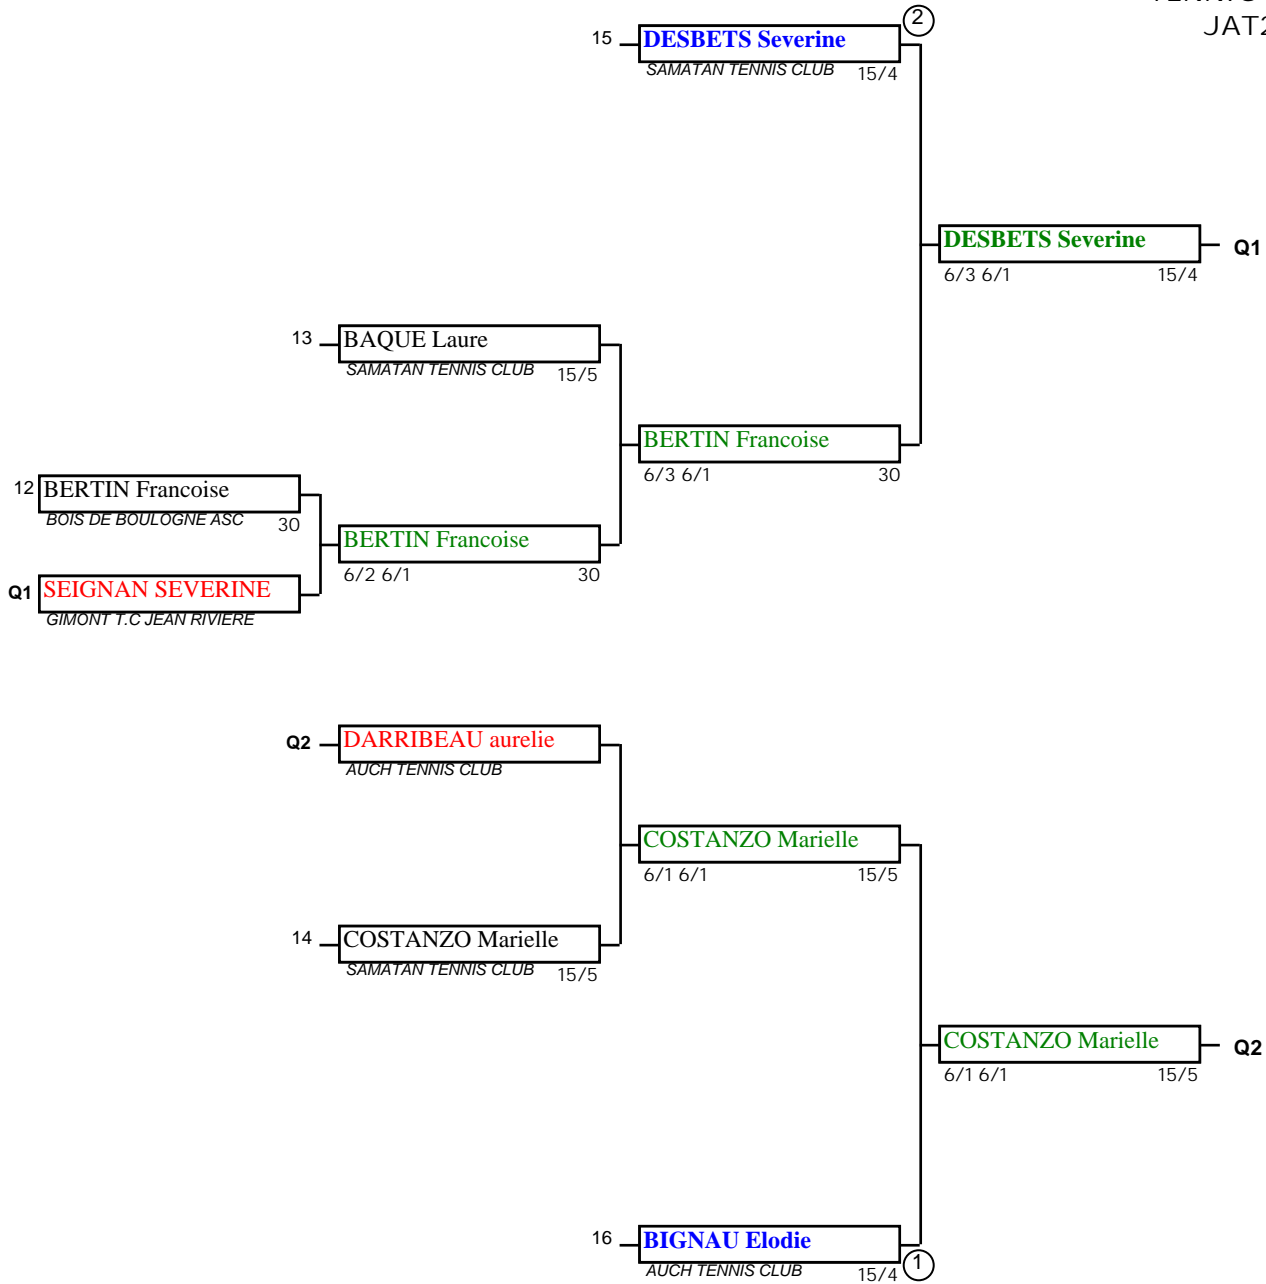 JAT2
2
15 DESBETS Severine
SAMATAN TENNIS CLUB 15/4
DESBETS Severine Q1
6/3 6/1 15/4
13 BAQUE Laure
SAMATAN TENNIS CLUB 15/5
BERTIN Francoise
6/3 6/1 30
12 BERTIN Francoise
BOIS DE BOULOGNE ASC 30
BERTIN Francoise
6/2 6/1 30
Q1 SEIGNAN SEVERINE
GIMONT T.C JEAN RIVIERE
Q2 DARRIBEAU aurelie
AUCH TENNIS CLUB
COSTANZO Marielle
6/1 6/1 15/5
14 COSTANZO Marielle
SAMATAN TENNIS CLUB 15/5
COSTANZO Marielle Q2
6/1 6/1 15/5
16 BIGNAU Elodie
AUCH TENNIS CLUB 15/4 1